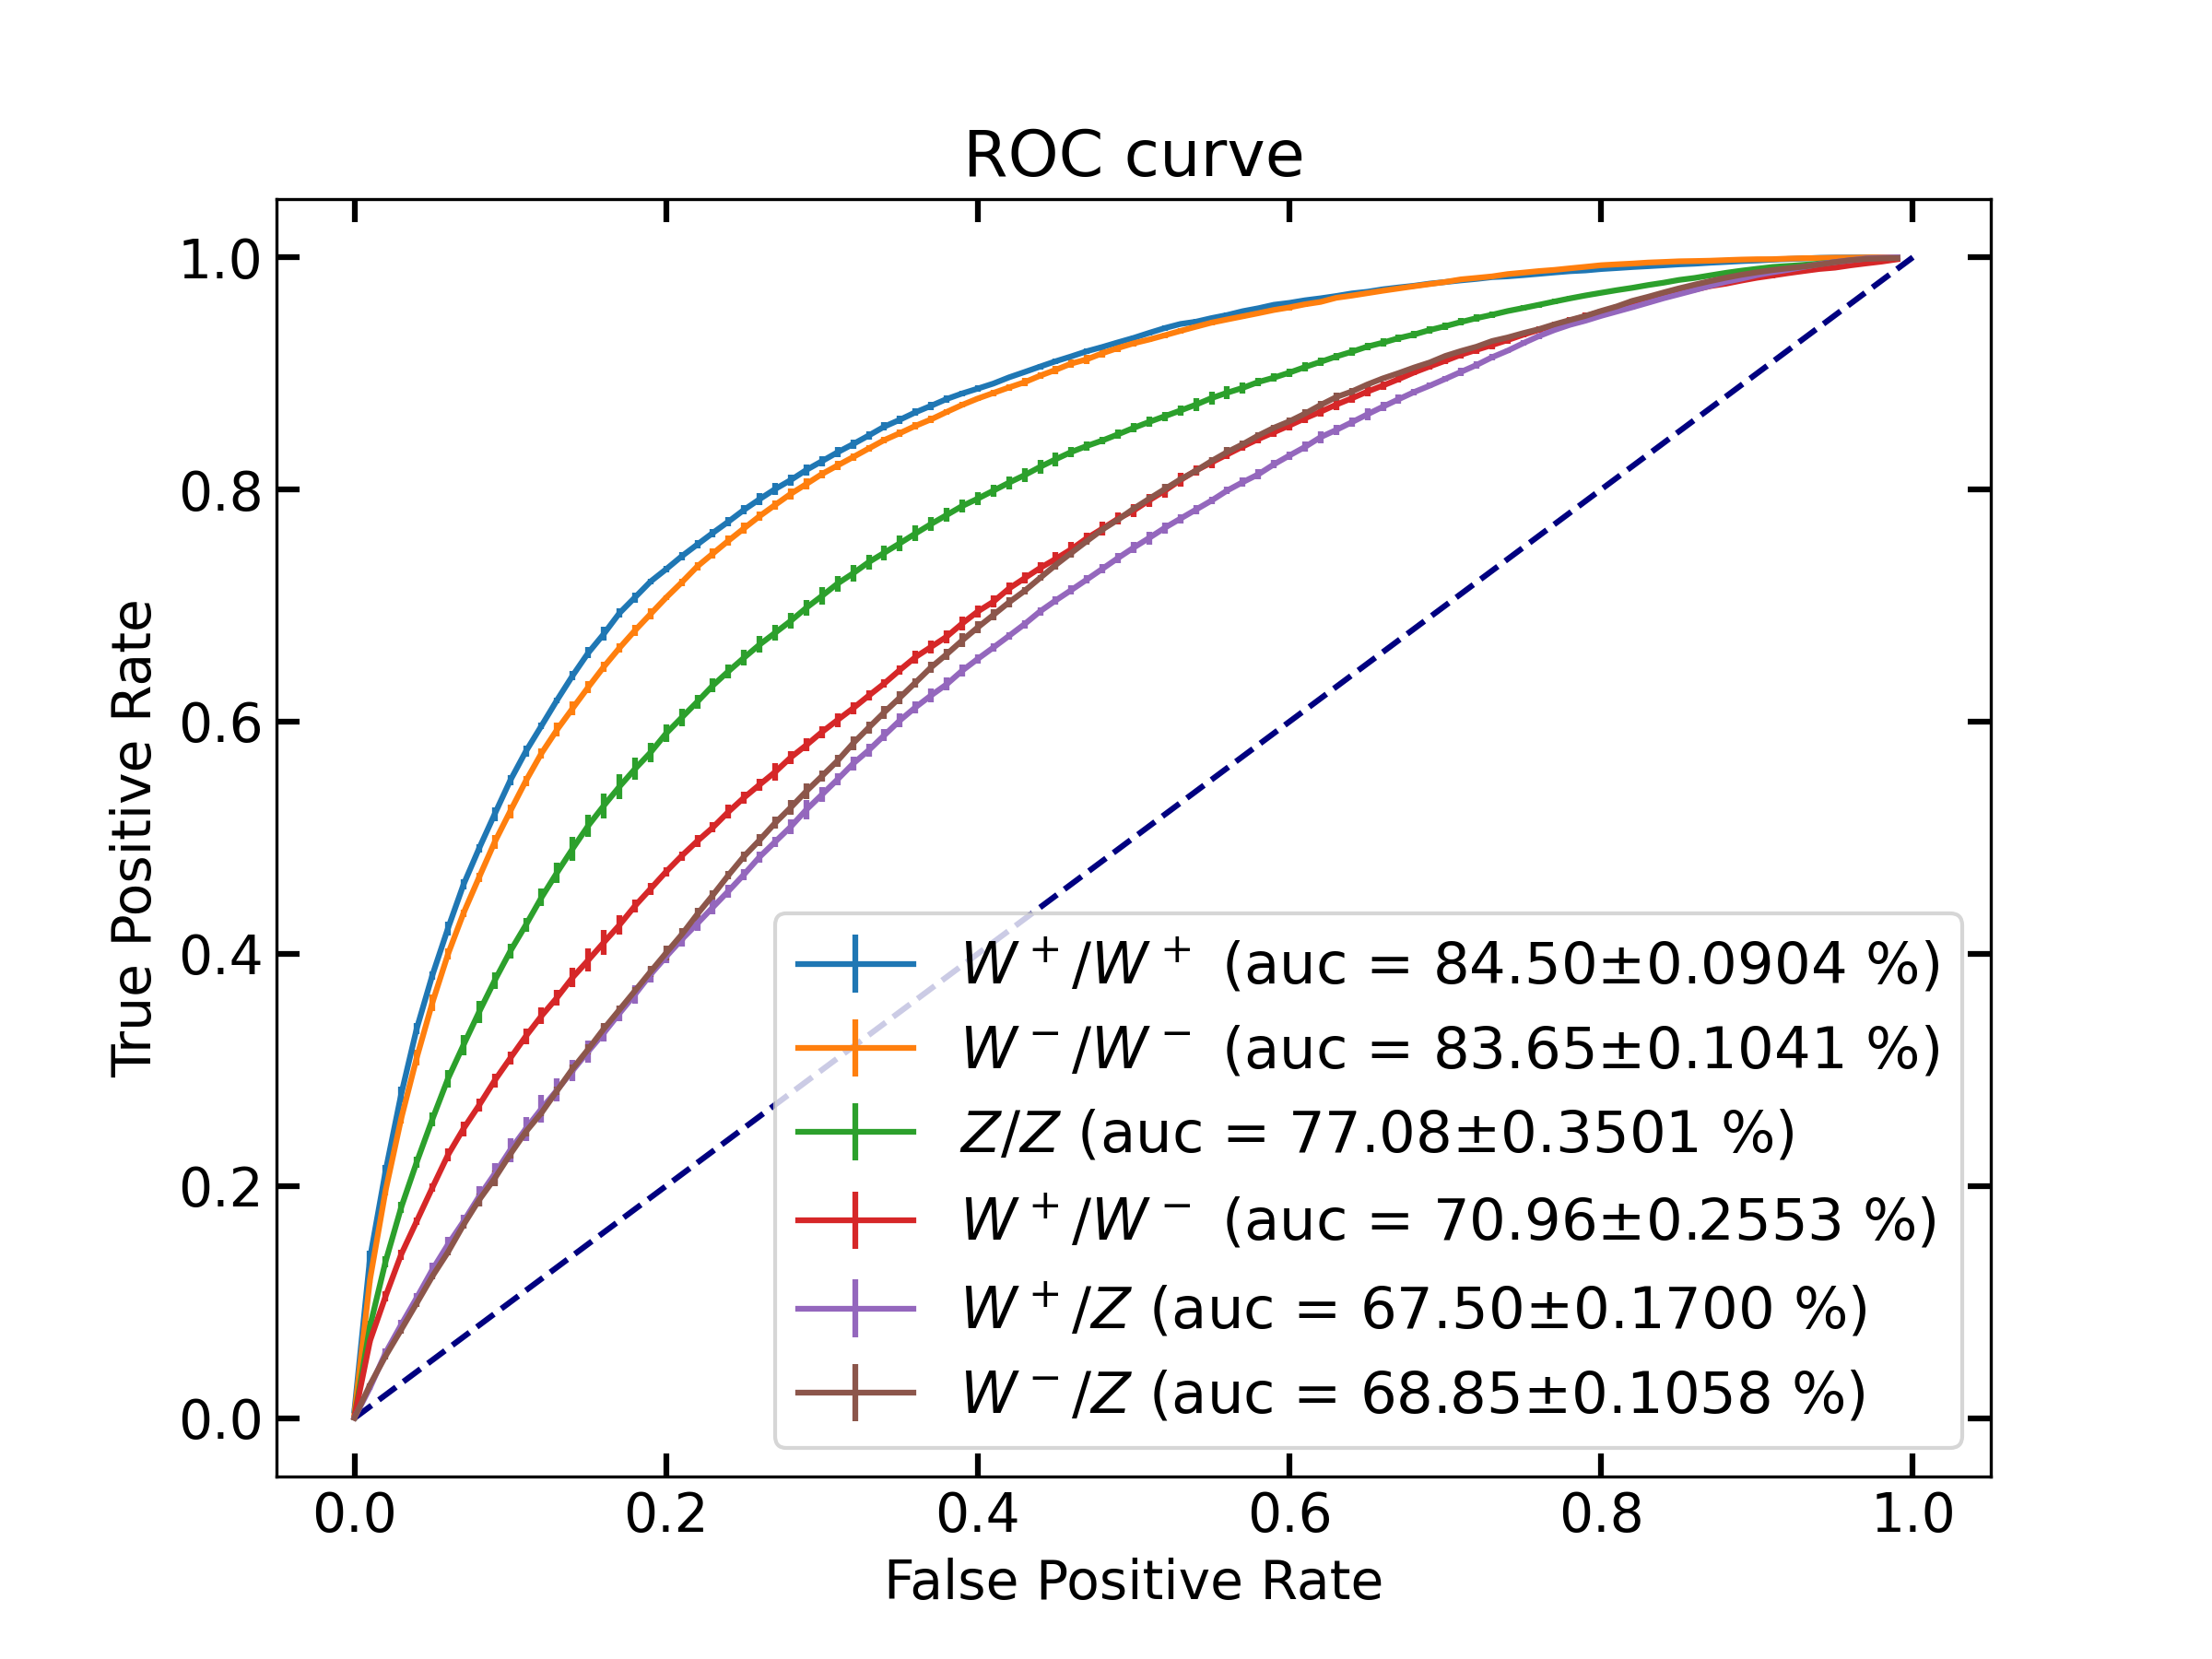 ROC curve
1.0
0.8
0.6
0.4
0.2
0.0
True Positive Rate
W⁺/W⁺ (auc = 84.50±0.0904 %)
W⁻/W⁻ (auc = 83.65±0.1041 %)
Z/Z (auc = 77.08±0.3501 %)
W⁺/W⁻ (auc = 70.96±0.2553 %)
W⁺/Z (auc = 67.50±0.1700 %)
W⁻/Z (auc = 68.85±0.1058 %)
0.0 0.2 0.4 0.6 0.8 1.0
False Positive Rate